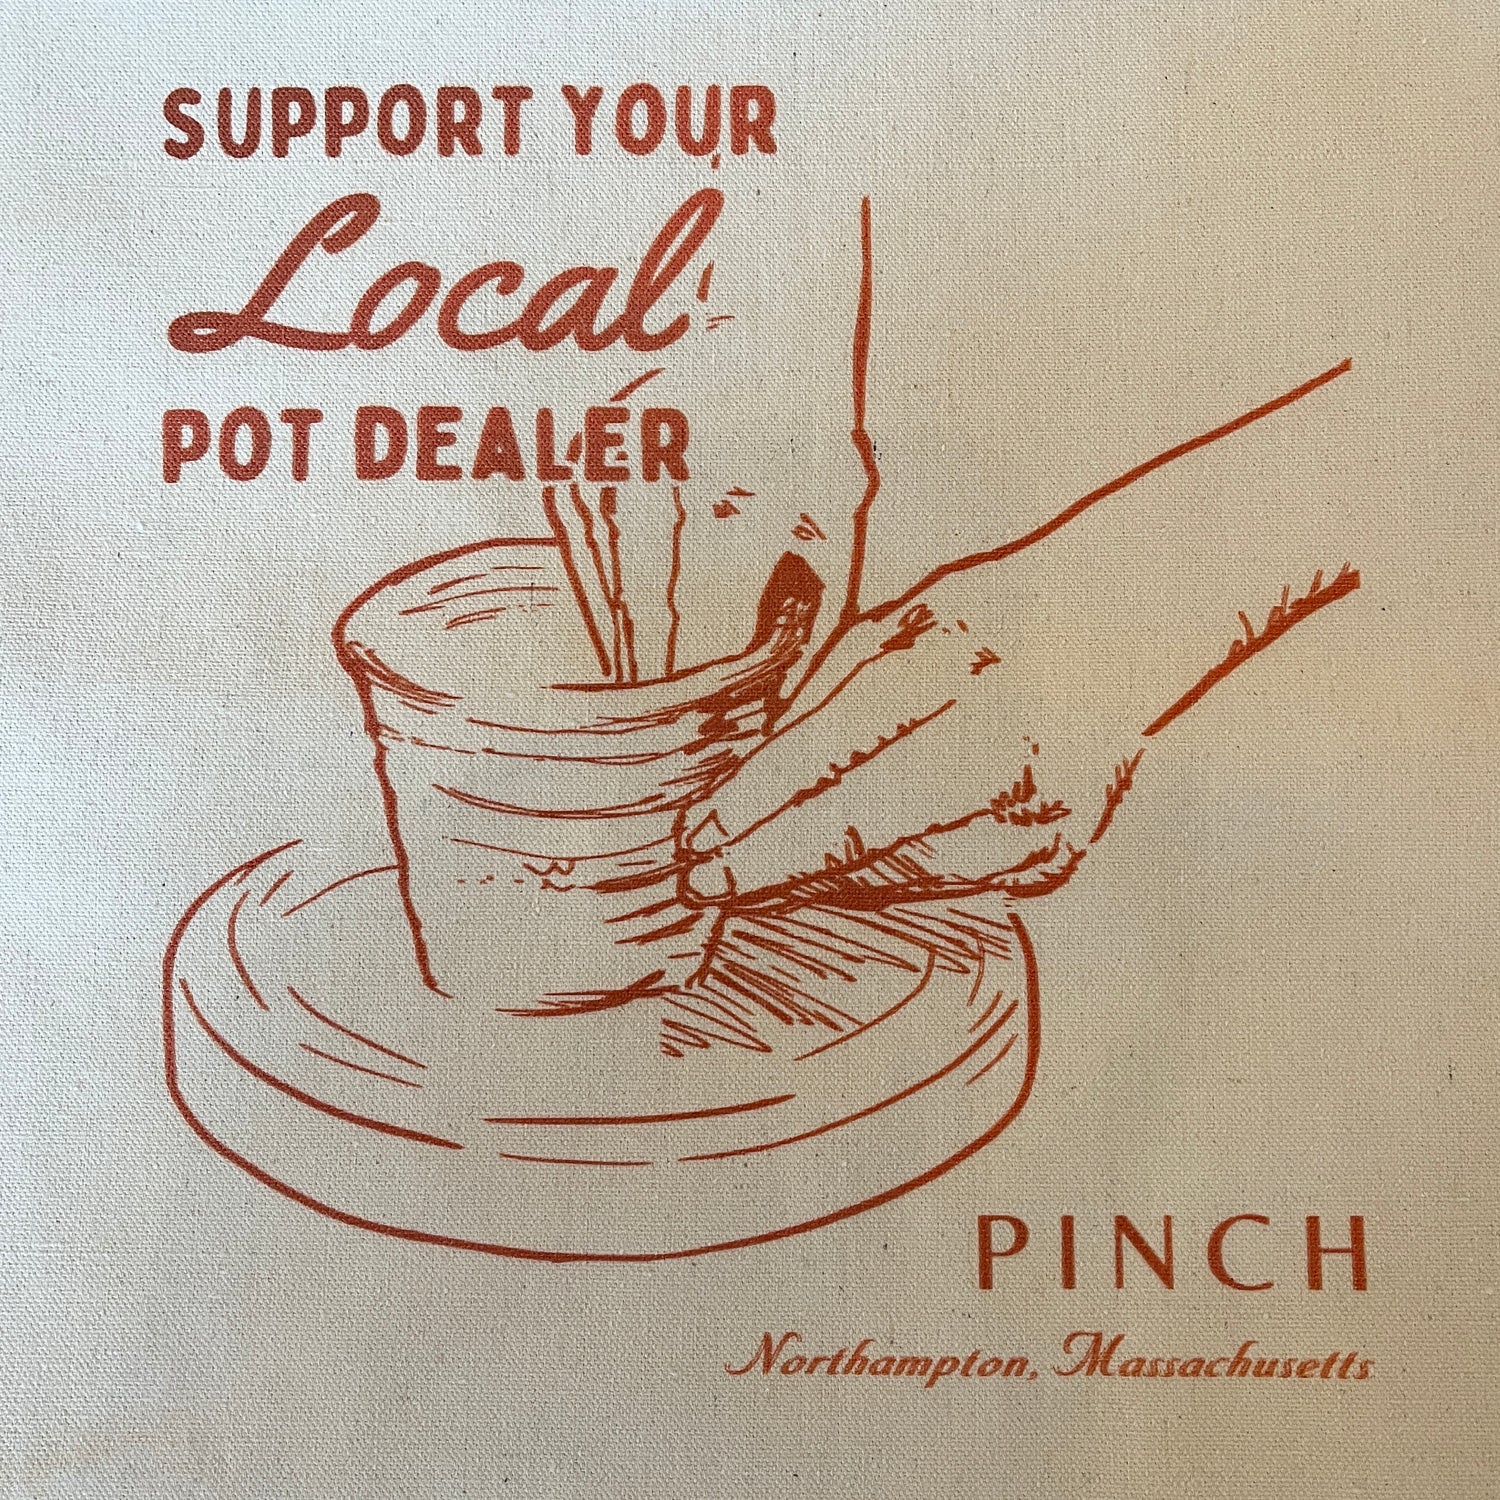 SUPPORT YOUR
Local
POT DEALER
PINCH
Northampton, Massachusetts